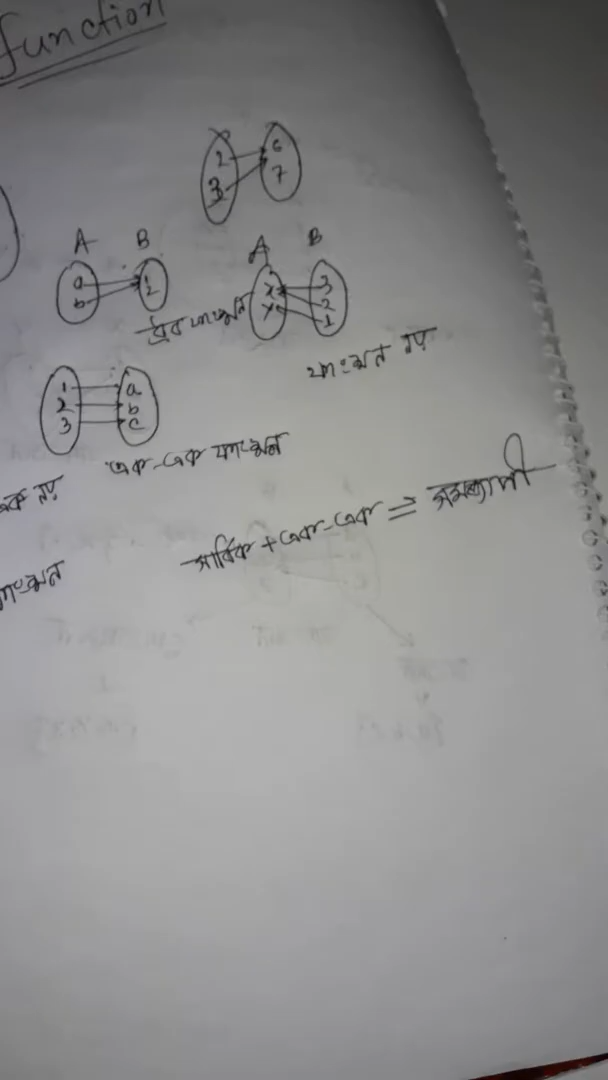 function
2 6
3 7
A B A B
a 1
b 2
x 3
y 2
1
ধ্রুব ফাংশন
ফাংশন নয়
1 a
2 b
3 c
এক-এক ফাংশন
এক নয়
সার্বিক + এক-এক =
ফাংশন